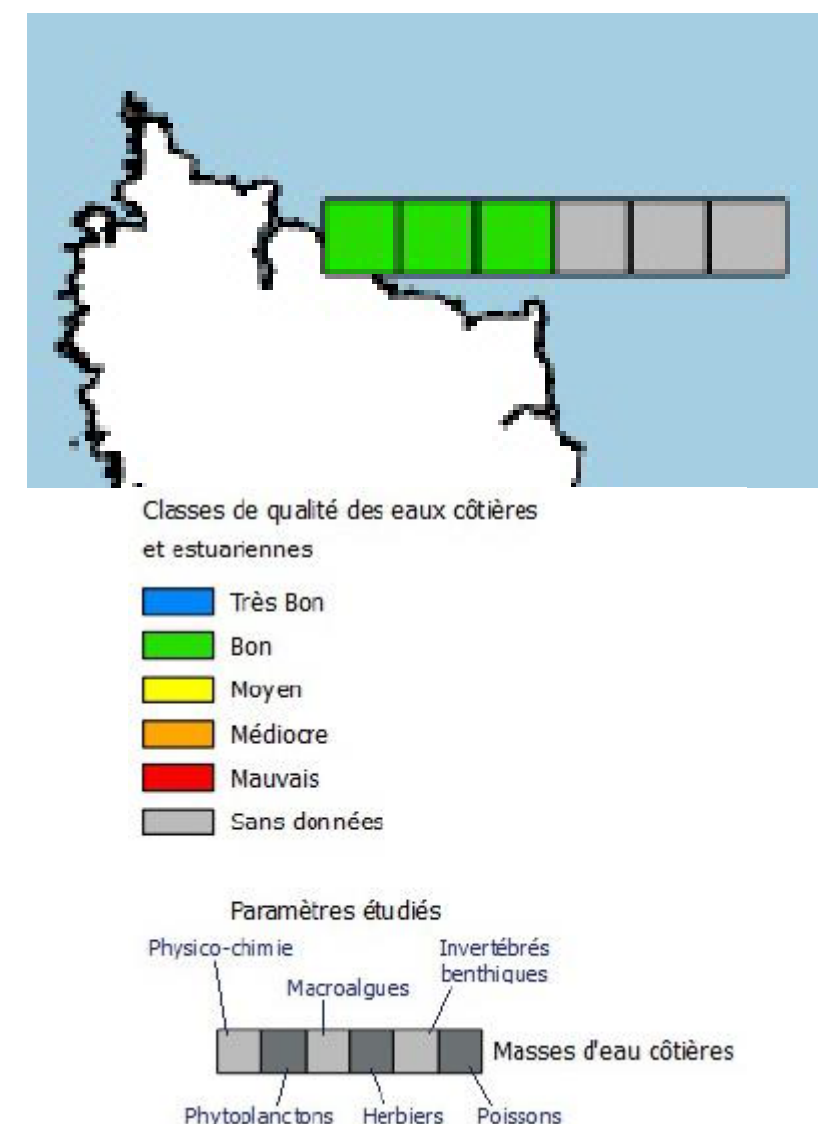 Classes de qualité des eaux côtières
et estuariennes
Très Bon
Bon
Moyen
Médiocre
Mauvais
Sans données
Paramètres étudiés
Physico-chimie
Invertébrés
benthiques
Macroalgues
Masses d'eau côtières
Phytoplanctons Herbiers Poissons